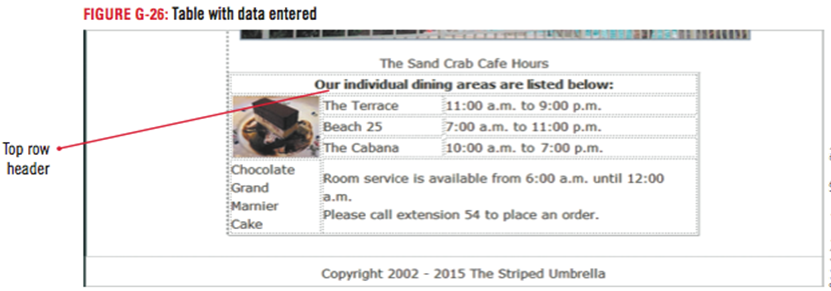 FIGURE G-26: Table with data entered
The Sand Crab Cafe Hours
Our individual dining areas are listed below:
The Terrace 11:00 a.m. to 9:00 p.m.
Beach 25 7:00 a.m. to 11:00 p.m.
The Cabana 10:00 a.m. to 7:00 p.m.
Top row
header
Chocolate
Grand
Marnier
Cake
Room service is available from 6:00 a.m. until 12:00
a.m.
Please call extension 54 to place an order.
Copyright 2002 - 2015 The Striped Umbrella